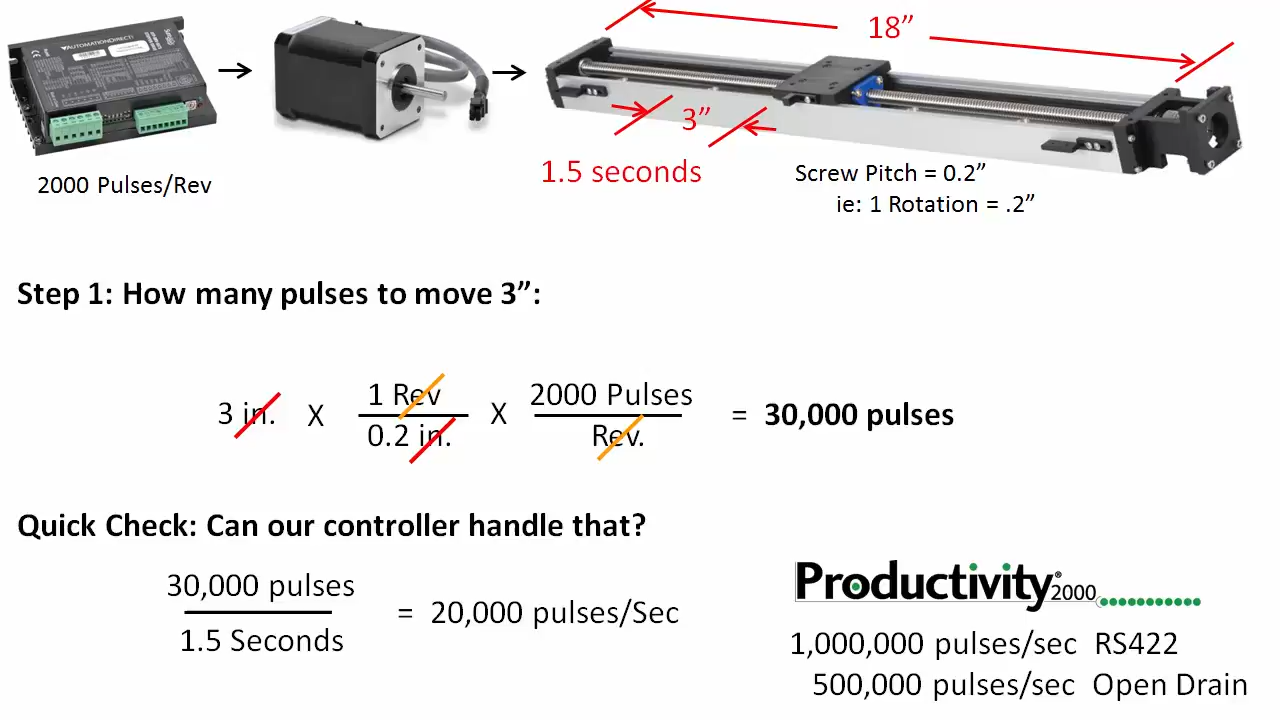 AUTOMATIONDIRECT
18”
3”
1.5 seconds
2000 Pulses/Rev
Screw Pitch = 0.2”
ie: 1 Rotation = .2”
Step 1: How many pulses to move 3”:
3 in. X 1 Rev X 2000 Pulses = 30,000 pulses
0.2 in. Rev.
Quick Check: Can our controller handle that?
30,000 pulses
1.5 Seconds
= 20,000 pulses/Sec
Productivity®2000
1,000,000 pulses/sec RS422
500,000 pulses/sec Open Drain